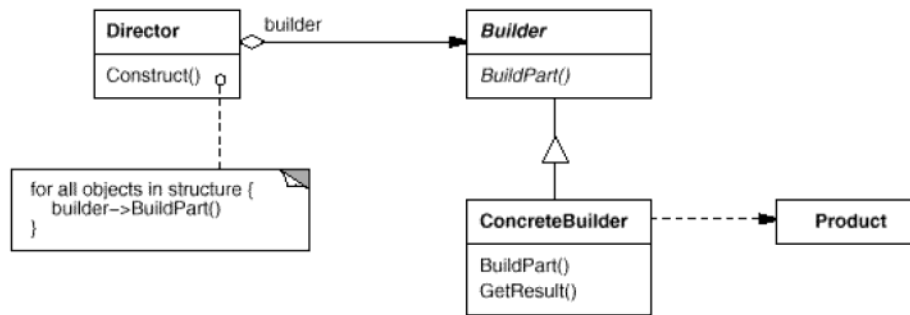 Director
builder
Builder
Construct()
BuildPart()
for all objects in structure {
builder->BuildPart()
}
ConcreteBuilder
Product
BuildPart()
GetResult()